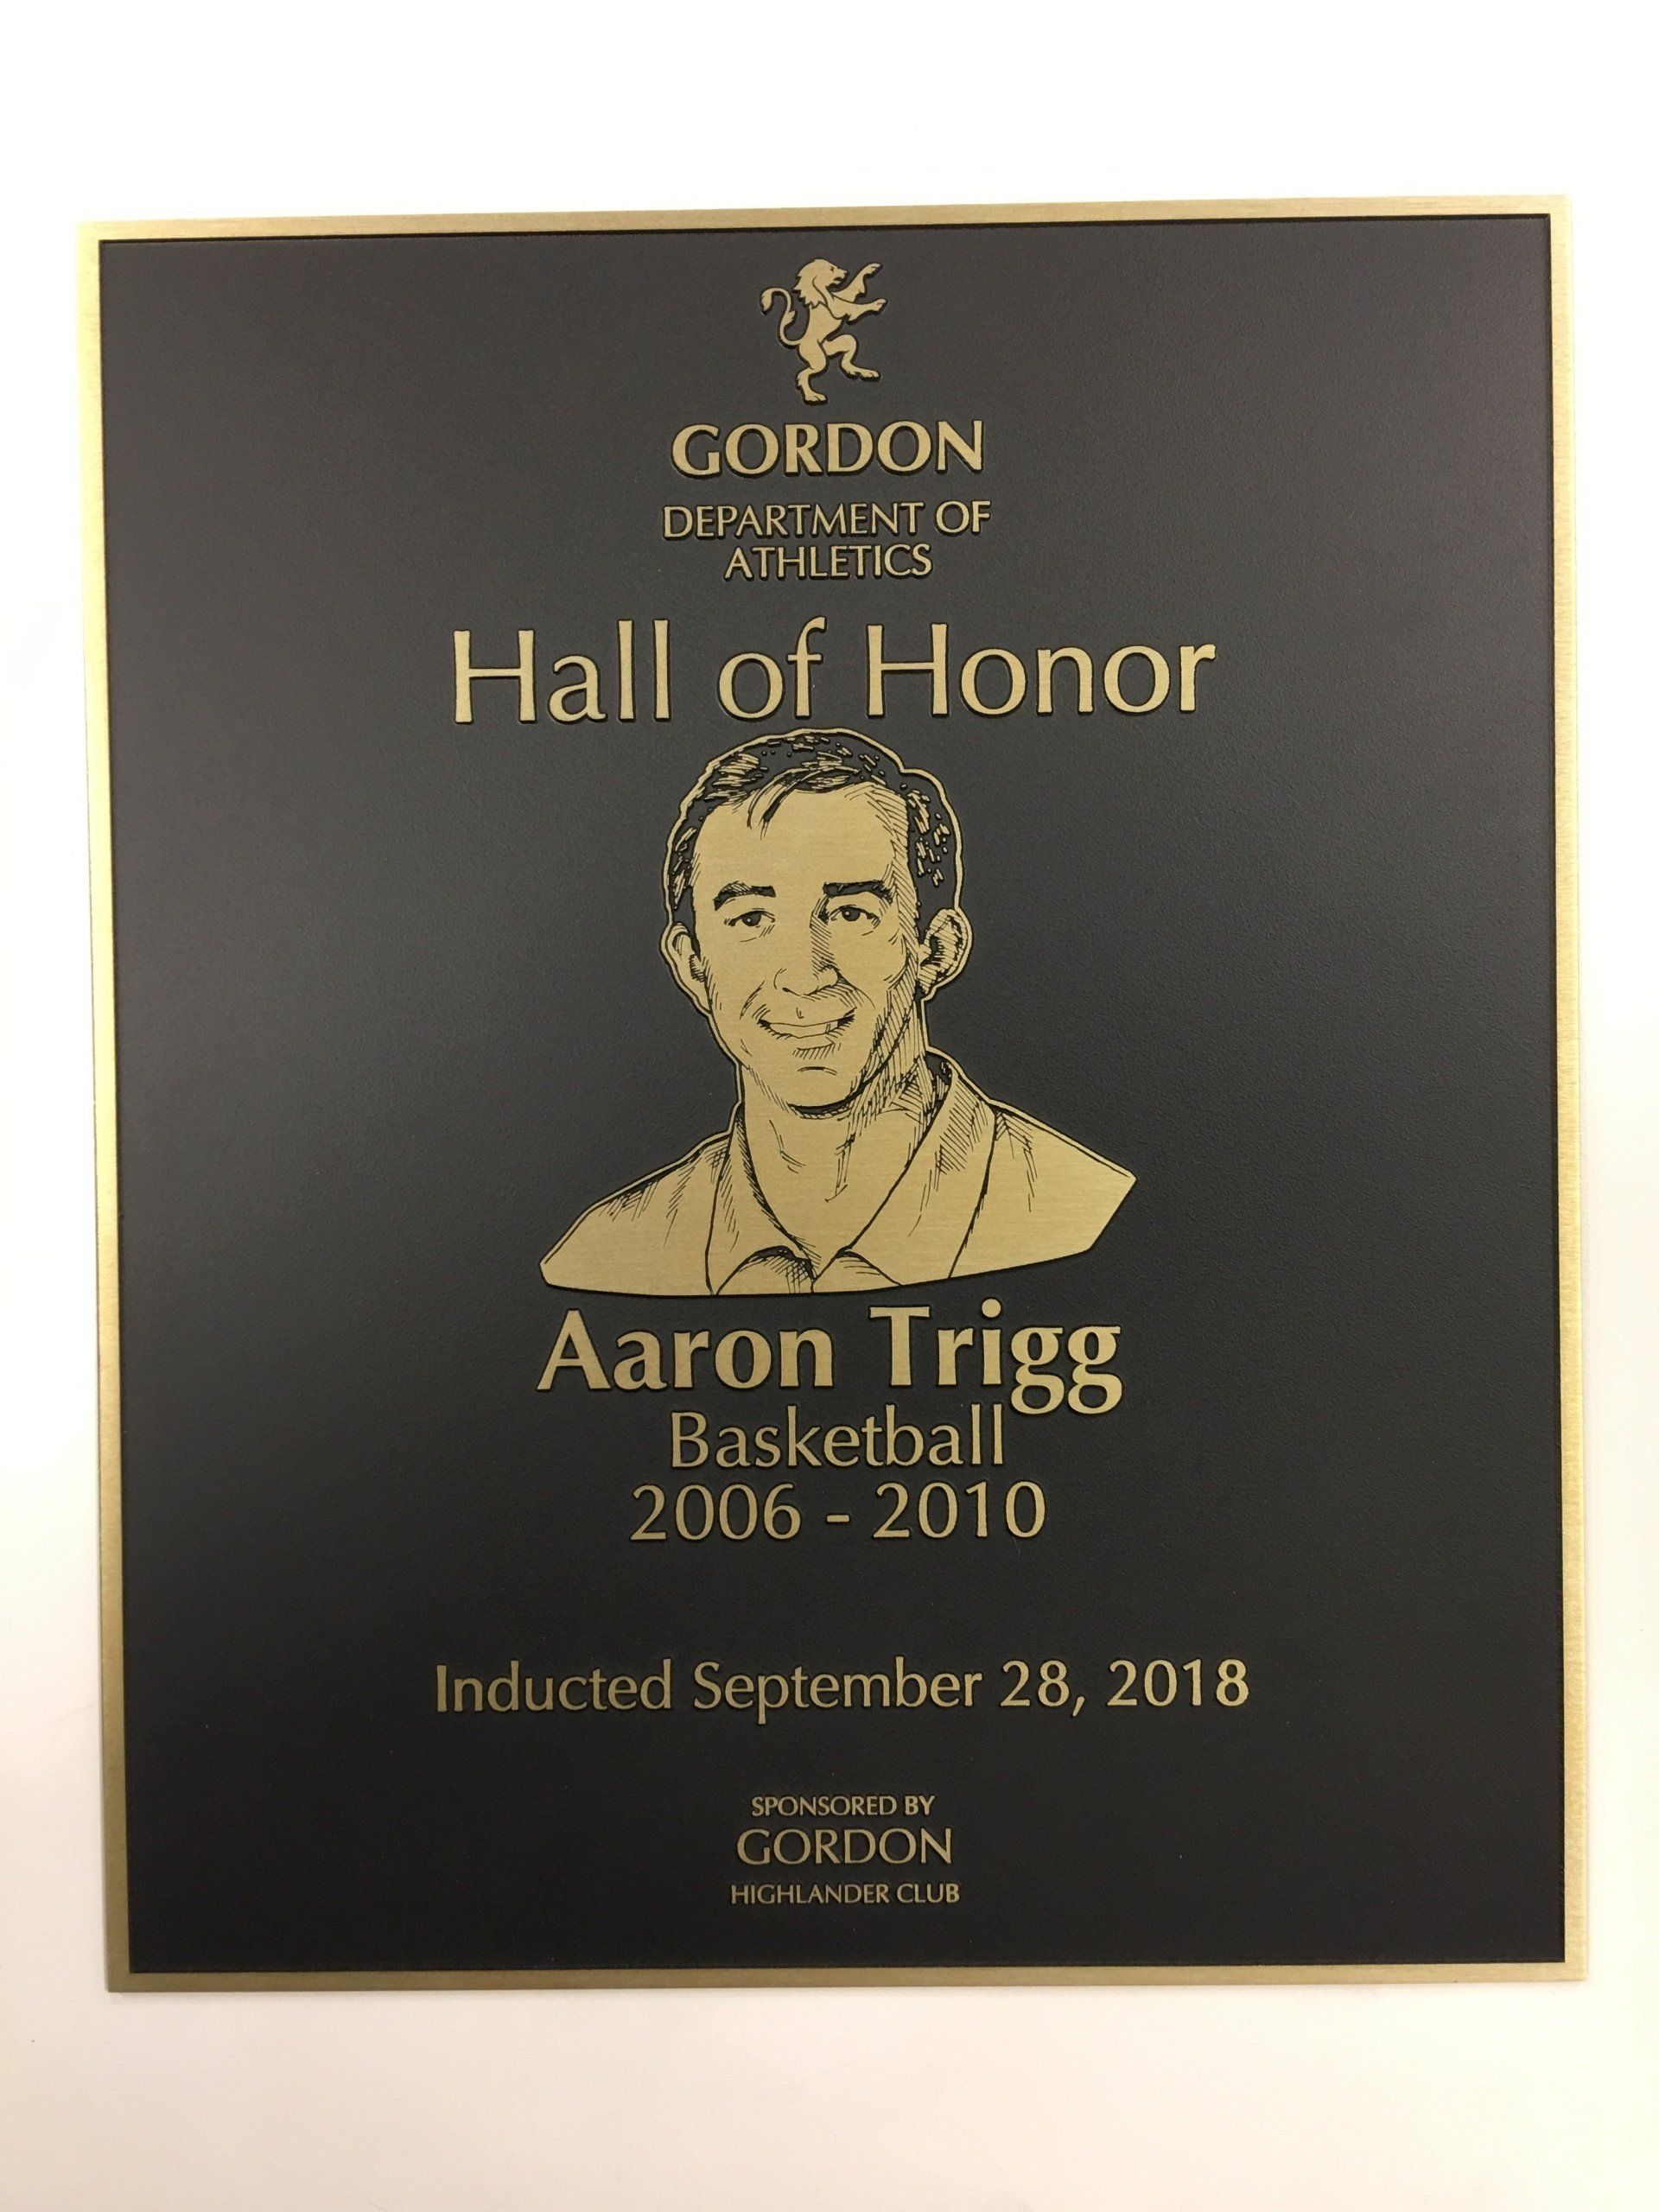 GORDON
DEPARTMENT OF
ATHLETICS
Hall of Honor
Aaron Trigg
Basketball
2006 - 2010
Inducted September 28, 2018
SPONSORED BY
GORDON
HIGHLANDER CLUB